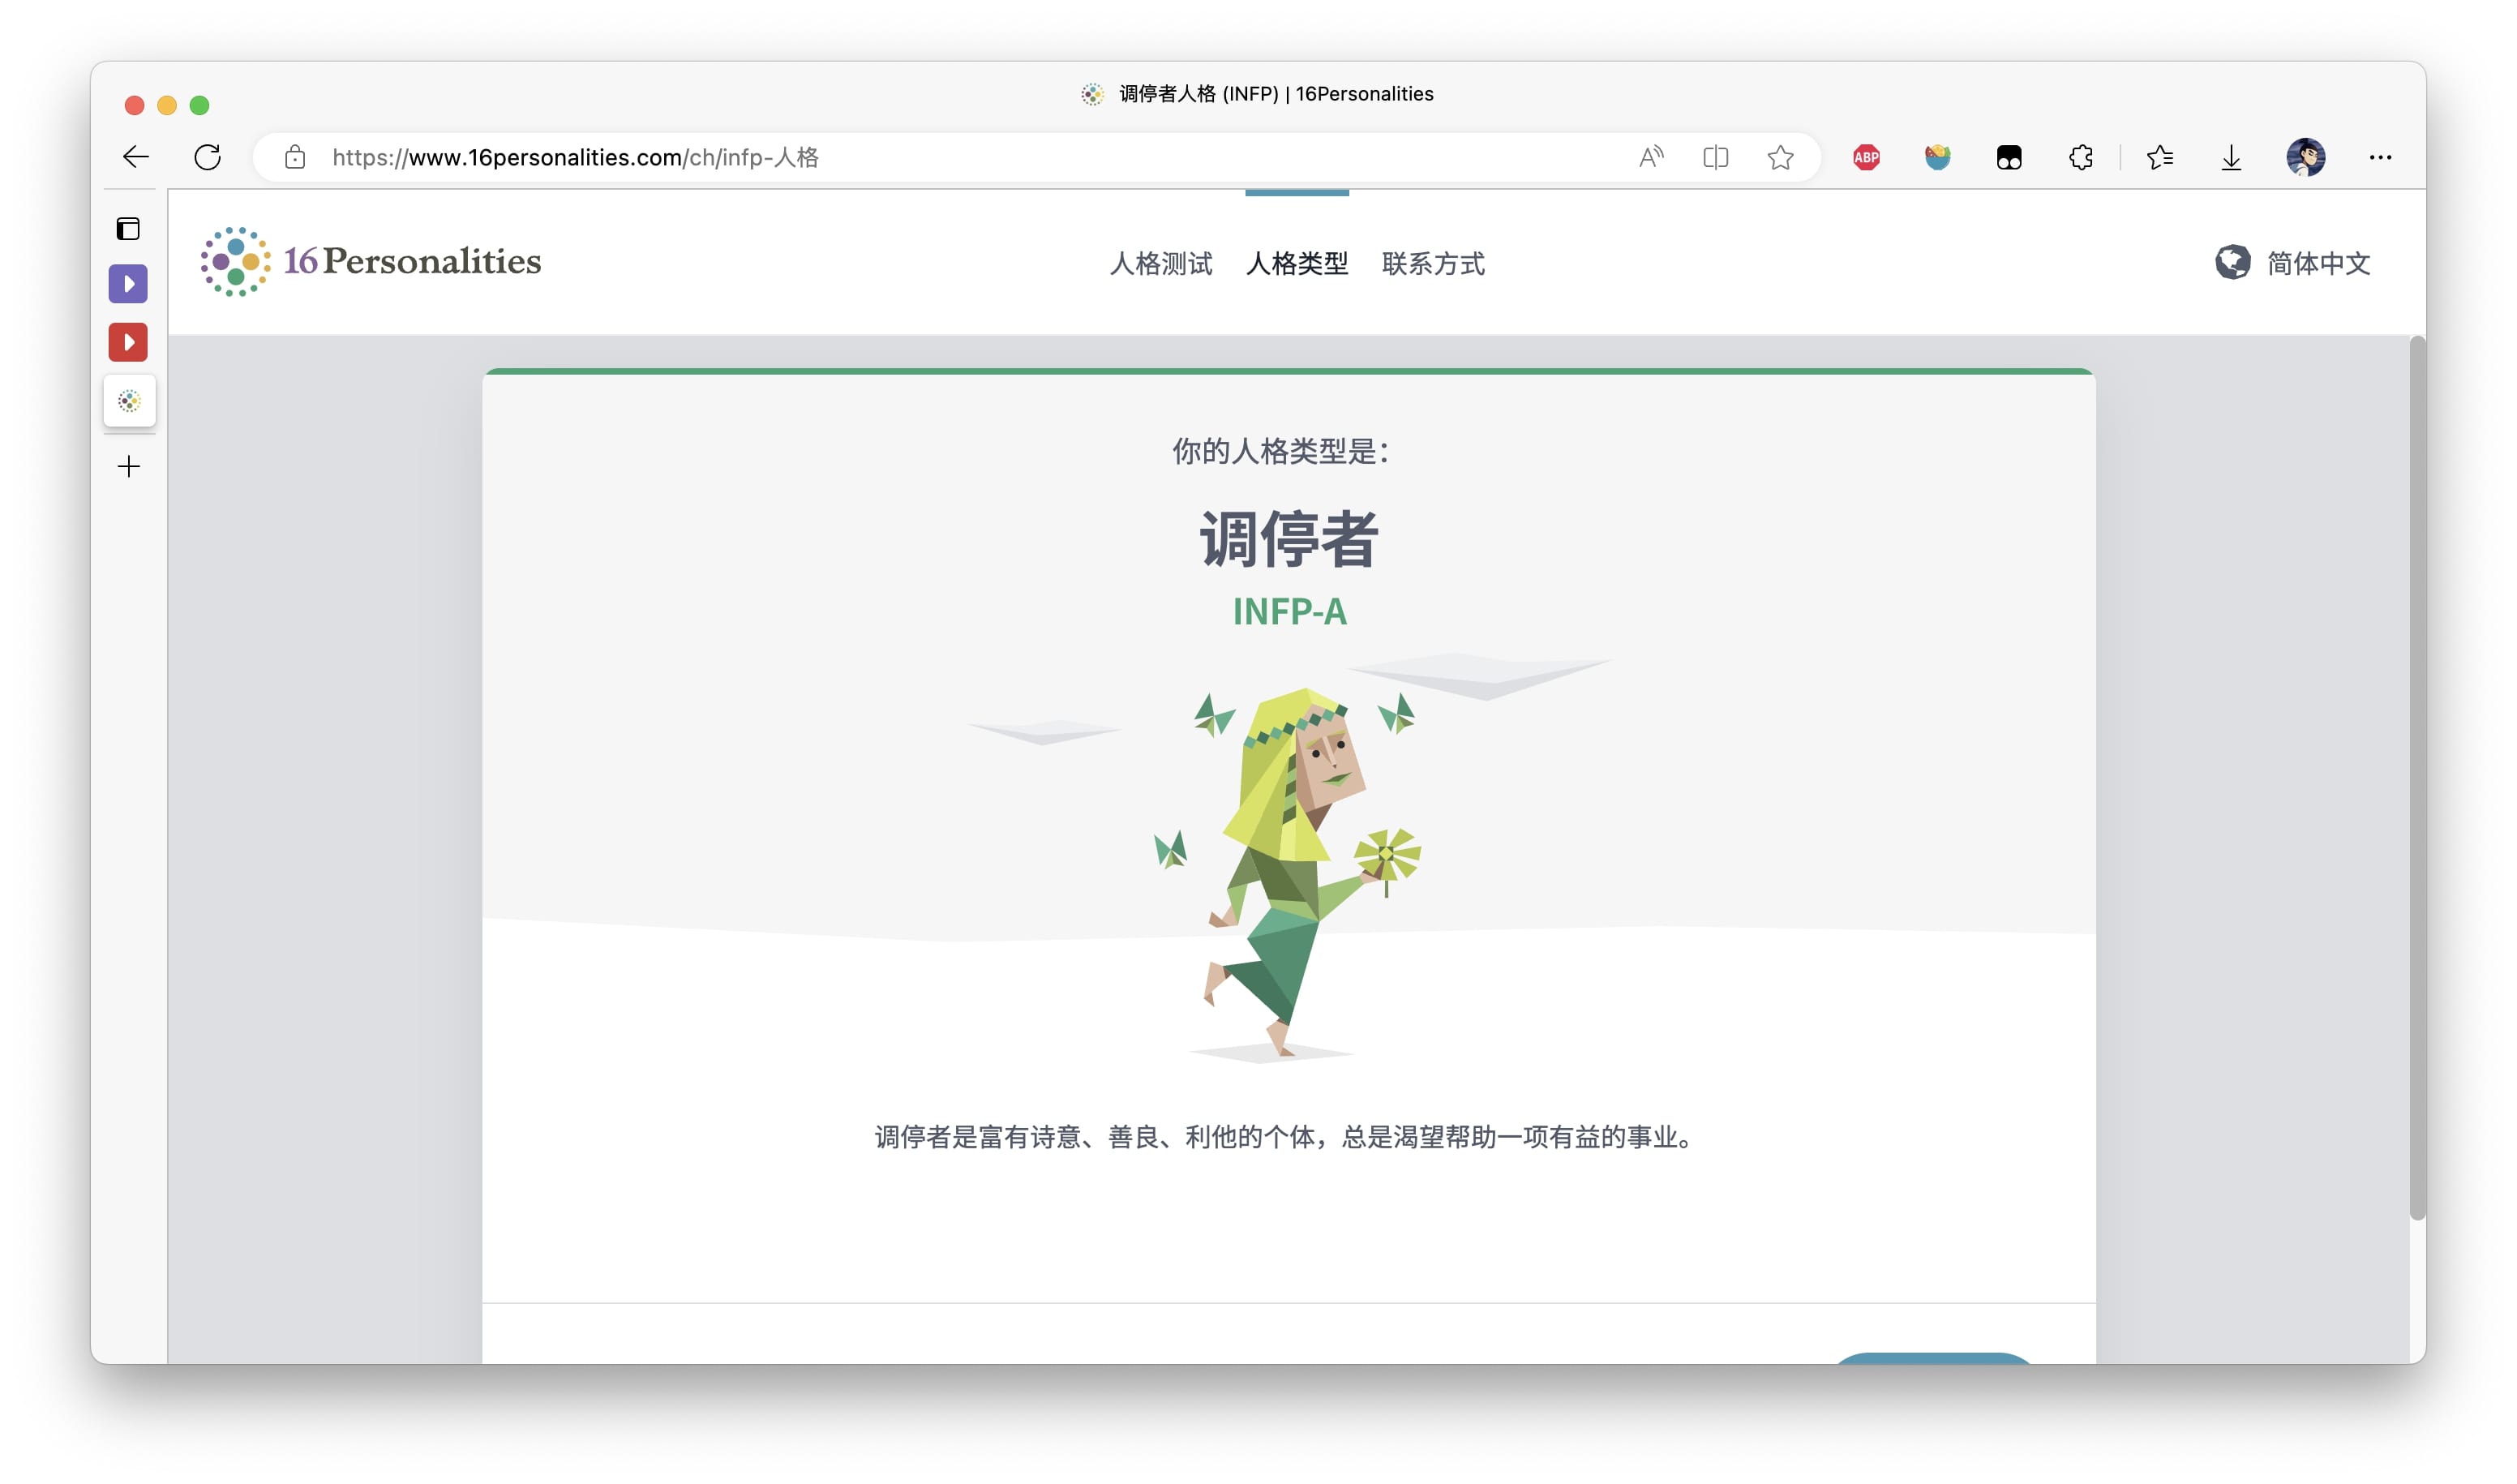 调停者人格 (INFP) | 16Personalities
https://www.16personalities.com/ch/infp-人格
ABP
16Personalities
人格测试 人格类型 联系方式
简体中文
你的人格类型是：
调停者
INFP-A
调停者是富有诗意、善良、利他的个体，总是渴望帮助一项有益的事业。